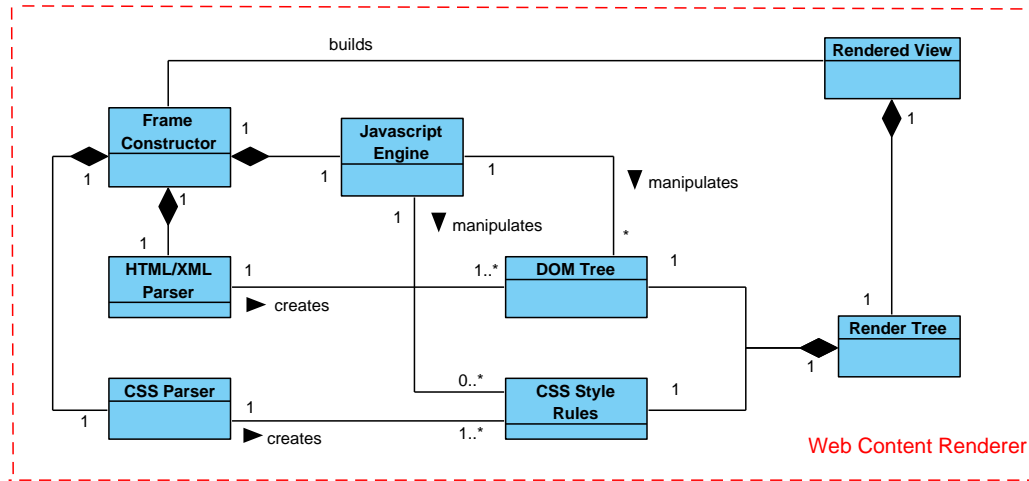 builds
Rendered View
1
Frame
Constructor
1
1
1
Javascript
Engine
1
1
1
manipulates
manipulates
*
1
HTML/XML
Parser
1
creates
1..*
DOM Tree
1
1
Render Tree
1
CSS Parser
1
1
creates
0..*
1..*
CSS Style
Rules
1
Web Content Renderer